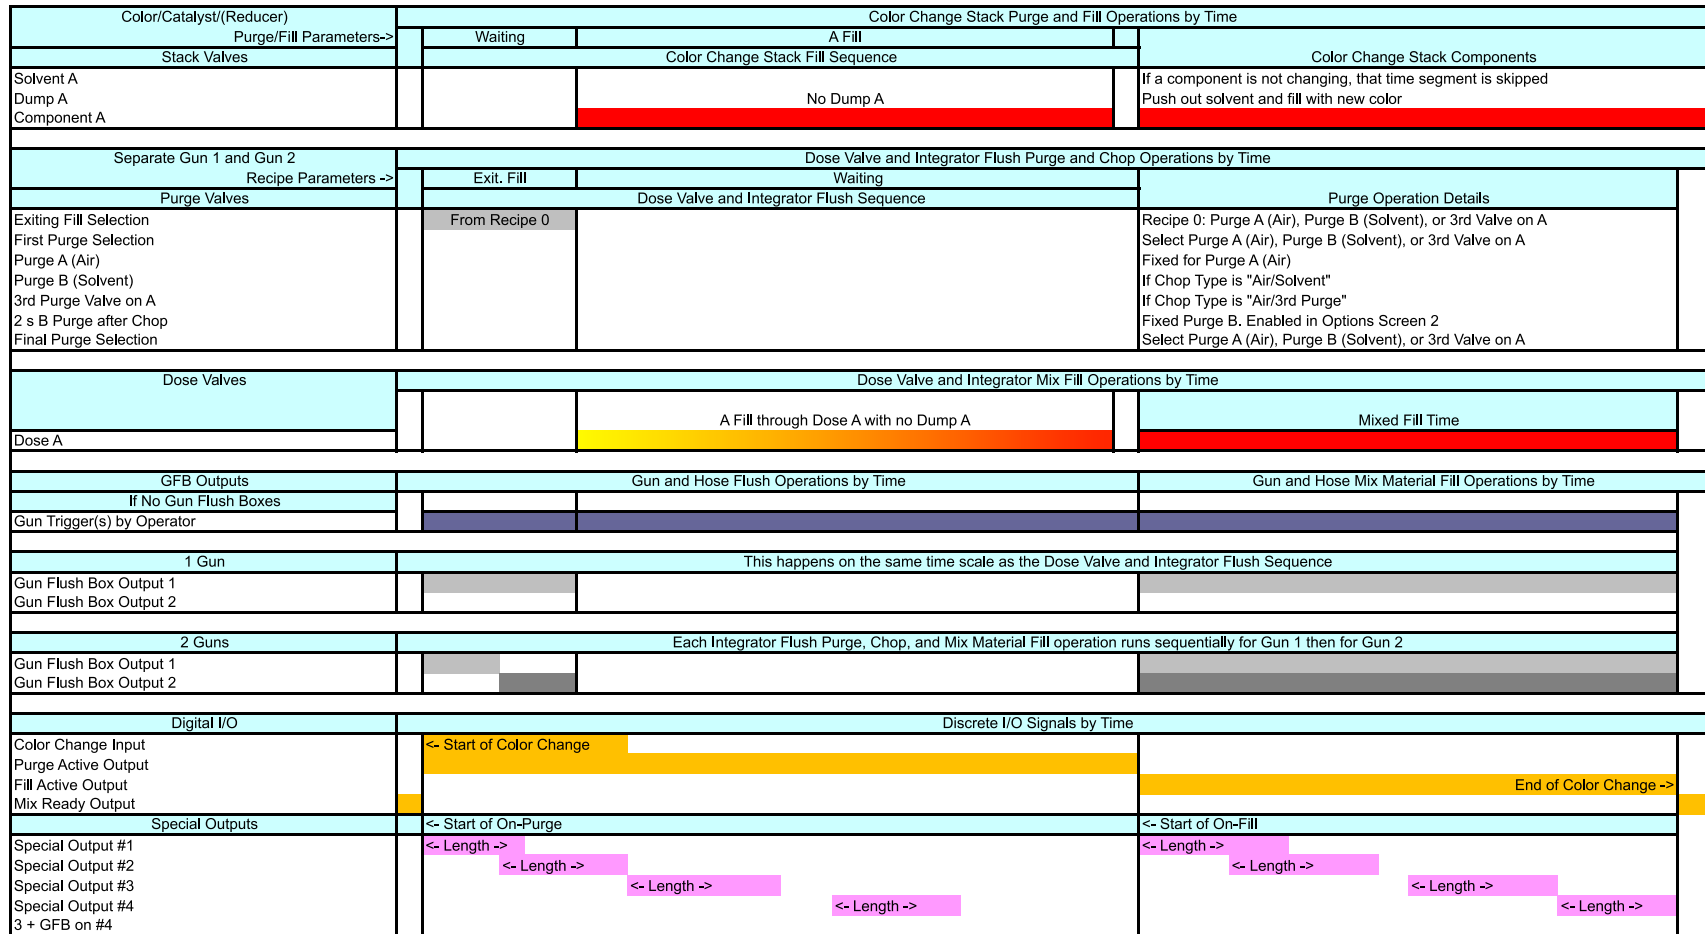 Color/Catalyst/(Reducer)
Color Change Stack Purge and Fill Operations by Time
Purge/Fill Parameters->
Waiting
A Fill
Stack Valves
Color Change Stack Fill Sequence
Color Change Stack Components
Solvent A
If a component is not changing, that time segment is skipped
Dump A
No Dump A
Push out solvent and fill with new color
Component A
Separate Gun 1 and Gun 2
Dose Valve and Integrator Flush Purge and Chop Operations by Time
Recipe Parameters ->
Exit. Fill
Waiting
Purge Valves
Dose Valve and Integrator Flush Sequence
Purge Operation Details
Exiting Fill Selection
From Recipe 0
Recipe 0: Purge A (Air), Purge B (Solvent), or 3rd Valve on A
First Purge Selection
Select Purge A (Air), Purge B (Solvent), or 3rd Valve on A
Purge A (Air)
Fixed for Purge A (Air)
Purge B (Solvent)
If Chop Type is "Air/Solvent"
3rd Purge Valve on A
If Chop Type is "Air/3rd Purge"
2 s B Purge after Chop
Fixed Purge B. Enabled in Options Screen 2
Final Purge Selection
Select Purge A (Air), Purge B (Solvent), or 3rd Valve on A
Dose Valves
Dose Valve and Integrator Mix Fill Operations by Time
A Fill through Dose A with no Dump A
Mixed Fill Time
Dose A
GFB Outputs
Gun and Hose Flush Operations by Time
Gun and Hose Mix Material Fill Operations by Time
If No Gun Flush Boxes
Gun Trigger(s) by Operator
1 Gun
This happens on the same time scale as the Dose Valve and Integrator Flush Sequence
Gun Flush Box Output 1
Gun Flush Box Output 2
2 Guns
Each Integrator Flush Purge, Chop, and Mix Material Fill operation runs sequentially for Gun 1 then for Gun 2
Gun Flush Box Output 1
Gun Flush Box Output 2
Digital I/O
Discrete I/O Signals by Time
Color Change Input
<- Start of Color Change
Purge Active Output
Fill Active Output
End of Color Change ->
Mix Ready Output
Special Outputs
<- Start of On-Purge
<- Start of On-Fill
Special Output #1
<- Length ->
<- Length ->
Special Output #2
<- Length ->
<- Length ->
Special Output #3
<- Length ->
<- Length ->
Special Output #4
<- Length ->
<- Length ->
3 + GFB on #4